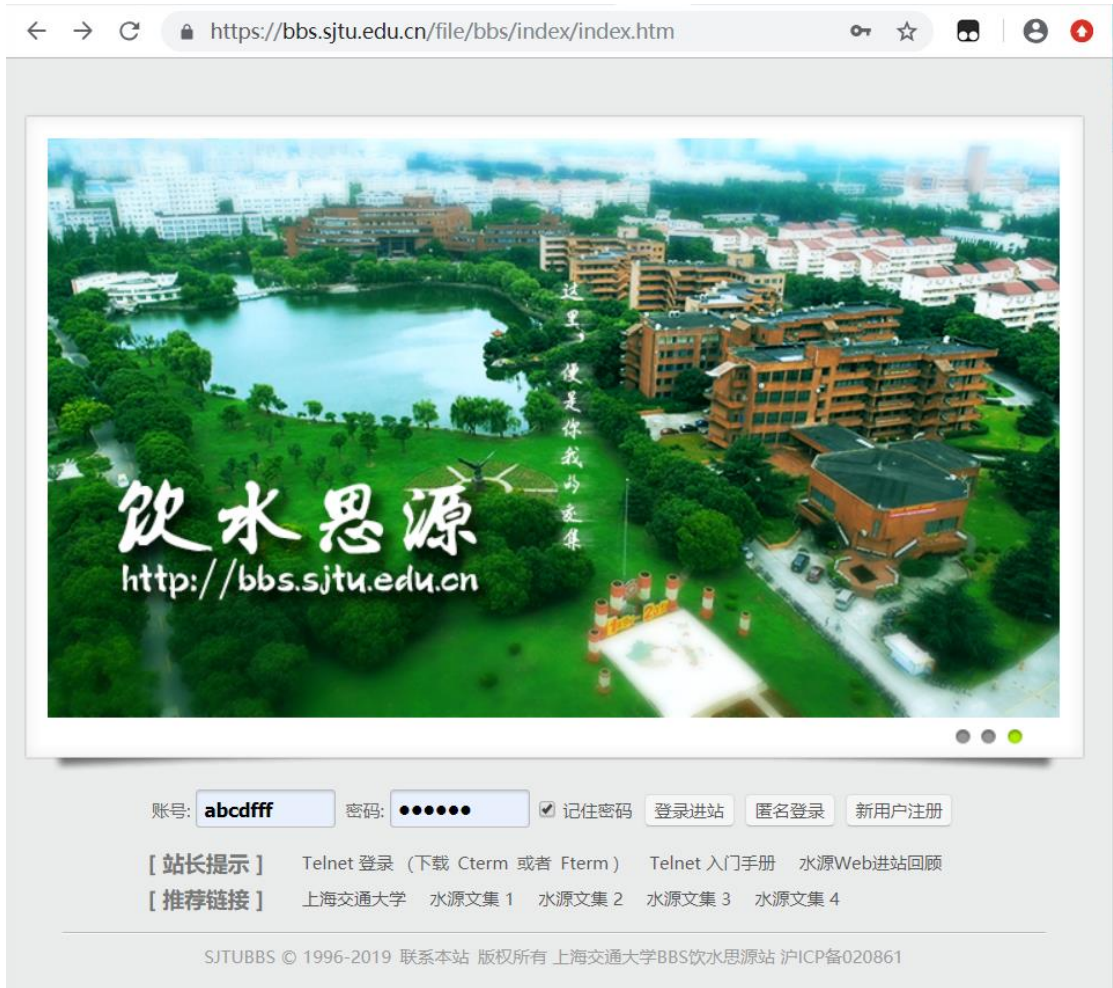 https://bbs.sjtu.edu.cn/file/bbs/index/index.htm
这里，便是你我的交集
饮水思源
http://bbs.sjtu.edu.cn
账号: abcdfff 密码: ●●●●●● 记住密码 登录进站 匿名登录 新用户注册
[ 站长提示 ] Telnet 登录 (下载 Cterm 或者 Fterm ) Telnet 入门手册 水源Web进站回顾
[ 推荐链接 ] 上海交通大学 水源文集 1 水源文集 2 水源文集 3 水源文集 4
SJTUBBS © 1996-2019 联系本站 版权所有 上海交通大学BBS饮水思源站 沪ICP备020861